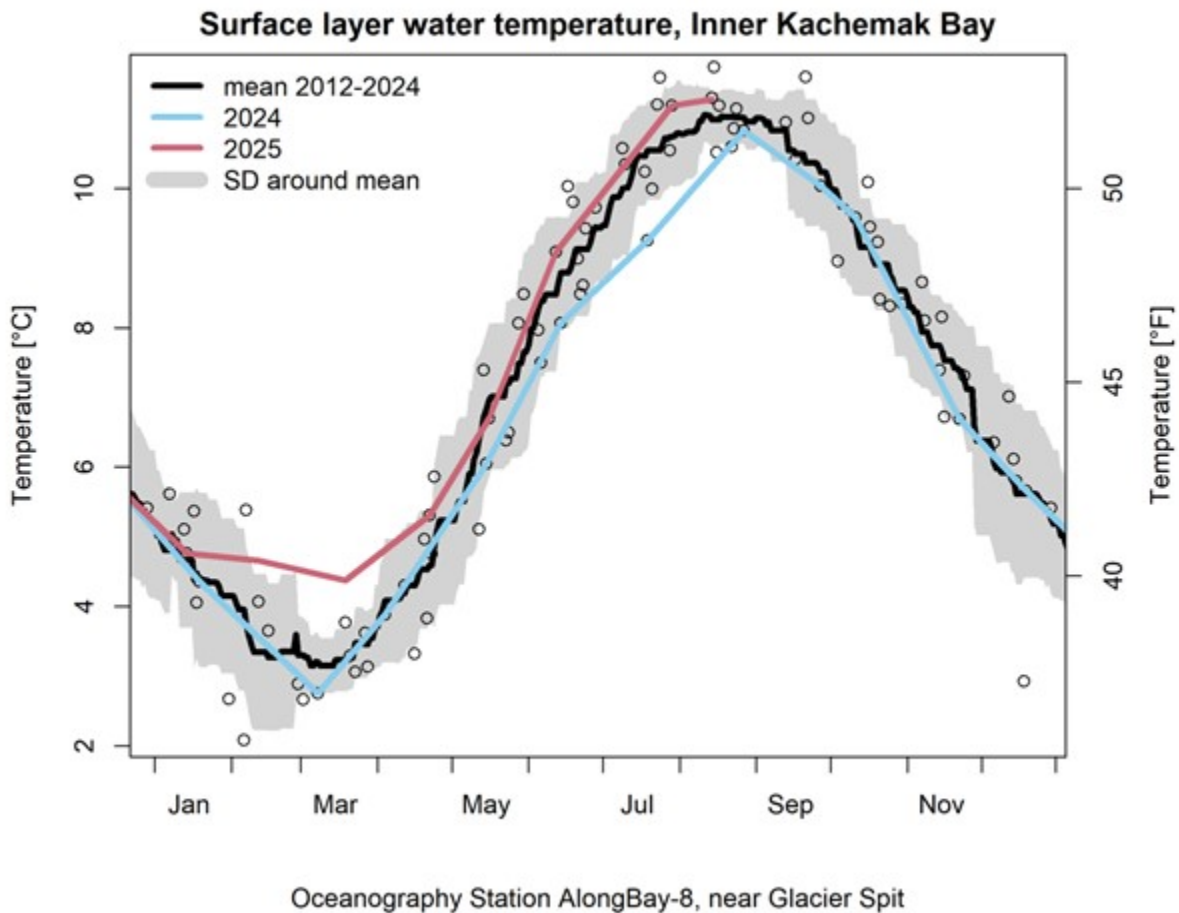 Surface layer water temperature, Inner Kachemak Bay
mean 2012-2024
2024
2025
SD around mean
Temperature [°C]
10
8
6
4
2
50
45
40
Temperature [°F]
Jan Mar May Jul Sep Nov
Oceanography Station AlongBay-8, near Glacier Spit